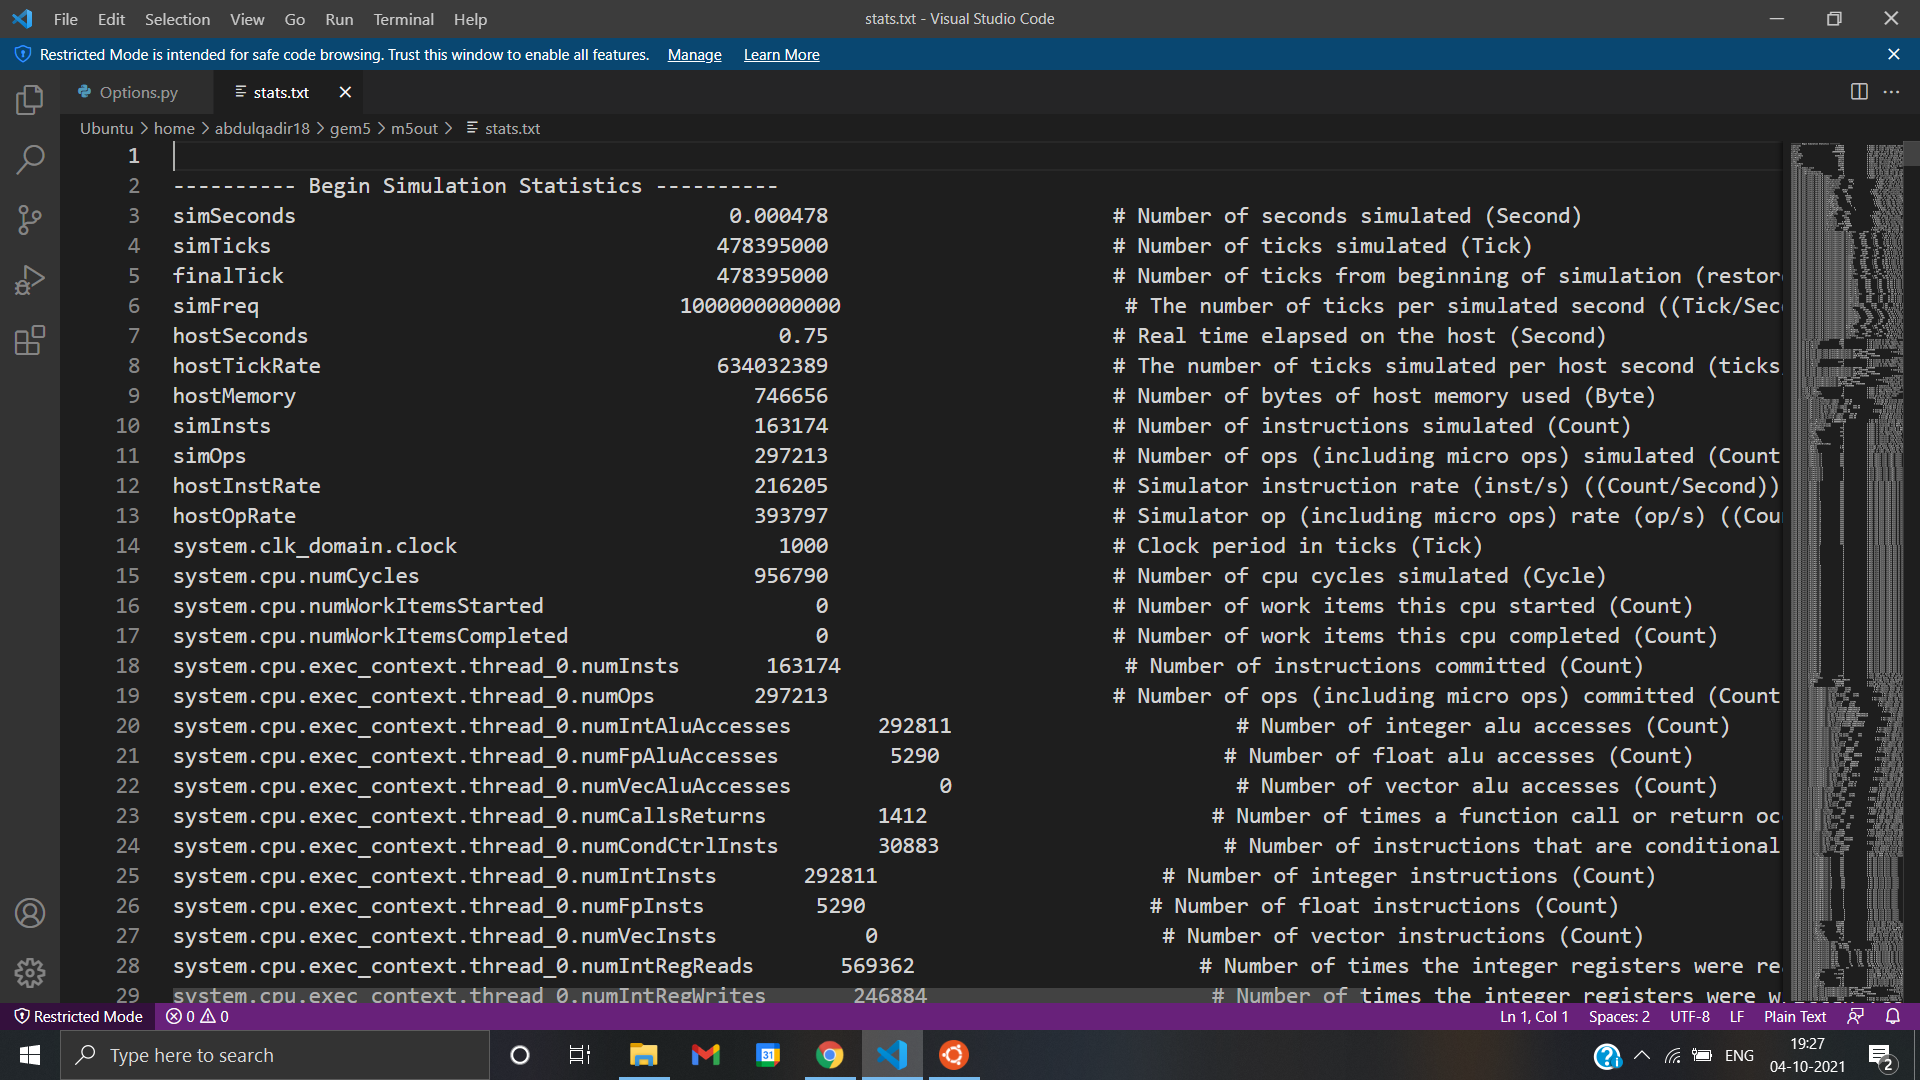 File Edit Selection View Go Run Terminal Help stats.txt - Visual Studio Code
Restricted Mode is intended for safe code browsing. Trust this window to enable all features. Manage Learn More
Options.py stats.txt
Ubuntu > home > abdulqadir18 > gem5 > m5out > stats.txt
1
2 ---------- Begin Simulation Statistics ----------
3 simSeconds 0.000478 # Number of seconds simulated (Second)
4 simTicks 478395000 # Number of ticks simulated (Tick)
5 finalTick 478395000 # Number of ticks from beginning of simulation (restor
6 simFreq 1000000000000 # The number of ticks per simulated second ((Tick/Sec
7 hostSeconds 0.75 # Real time elapsed on the host (Second)
8 hostTickRate 634032389 # The number of ticks simulated per host second (ticks
9 hostMemory 746656 # Number of bytes of host memory used (Byte)
10 simInsts 163174 # Number of instructions simulated (Count)
11 simOps 297213 # Number of ops (including micro ops) simulated (Count
12 hostInstRate 216205 # Simulator instruction rate (inst/s) ((Count/Second))
13 hostOpRate 393797 # Simulator op (including micro ops) rate (op/s) ((Cou
14 system.clk_domain.clock 1000 # Clock period in ticks (Tick)
15 system.cpu.numCycles 956790 # Number of cpu cycles simulated (Cycle)
16 system.cpu.numWorkItemsStarted 0 # Number of work items this cpu started (Count)
17 system.cpu.numWorkItemsCompleted 0 # Number of work items this cpu completed (Count)
18 system.cpu.exec_context.thread_0.numInsts 163174 # Number of instructions committed (Count)
19 system.cpu.exec_context.thread_0.numOps 297213 # Number of ops (including micro ops) committed (Count
20 system.cpu.exec_context.thread_0.numIntAluAccesses 292811 # Number of integer alu accesses (Count)
21 system.cpu.exec_context.thread_0.numFpAluAccesses 5290 # Number of float alu accesses (Count)
22 system.cpu.exec_context.thread_0.numVecAluAccesses 0 # Number of vector alu accesses (Count)
23 system.cpu.exec_context.thread_0.numCallsReturns 1412 # Number of times a function call or return oc
24 system.cpu.exec_context.thread_0.numCondCtrlInsts 30883 # Number of instructions that are conditional
25 system.cpu.exec_context.thread_0.numIntInsts 292811 # Number of integer instructions (Count)
26 system.cpu.exec_context.thread_0.numFpInsts 5290 # Number of float instructions (Count)
27 system.cpu.exec_context.thread_0.numVecInsts 0 # Number of vector instructions (Count)
28 system.cpu.exec_context.thread_0.numIntRegReads 569362 # Number of times the integer registers were re
29 system.cpu.exec_context.thread_0.numIntRegWrites 246884 # Number of times the integer registers were w
Restricted Mode 0 0 Ln 1, Col 1 Spaces: 2 UTF-8 LF Plain Text
Type here to search 31 ENG 19:27
04-10-2021 2